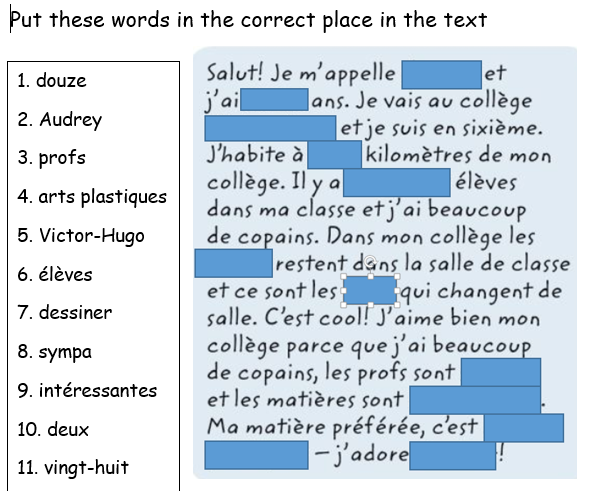 Put these words in the correct place in the text
1. douze
2. Audrey
3. profs
4. arts plastiques
5. Victor-Hugo
6. élèves
7. dessiner
8. sympa
9. intéressantes
10. deux
11. vingt-huit
Salut! Je m'appelle et
j'ai ans. Je vais au collège
et je suis en sixième.
J'habite à kilomètres de mon
collège. Il y a élèves
dans ma classe et j'ai beaucoup
de copains. Dans mon collège les
restent dans la salle de classe
et ce sont les qui changent de
salle. C'est cool! J'aime bien mon
collège parce que j'ai beaucoup
de copains, les profs sont
et les matières sont .
Ma matière préférée, c'est
– j'adore !